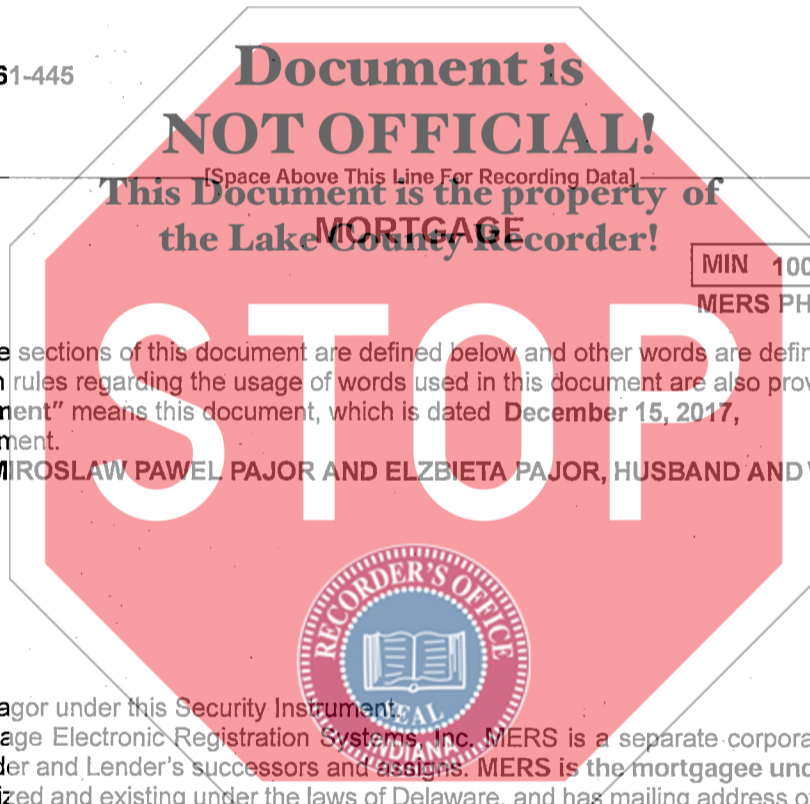 61-445
Document is
NOT OFFICIAL!
[Space Above This Line For Recording Data]
This Document is the property of
MORTGAGE
the Lake County Recorder!
MIN 100
MERS PH
STOP
e sections of this document are defined below and other words are defin
n rules regarding the usage of words used in this document are also prov
ment" means this document, which is dated December 15, 2017,
ment.
MIROSLAW PAWEL PAJOR AND ELZBIETA PAJOR, HUSBAND AND
RECORDER'S OFFICE
SEAL
INDIANA
agor under this Security Instrument.
age Electronic Registration Systems, Inc. MERS is a separate corpora
der and Lender's successors and assigns. MERS is the mortgagee und
ized and existing under the laws of Delaware, and has mailing address o